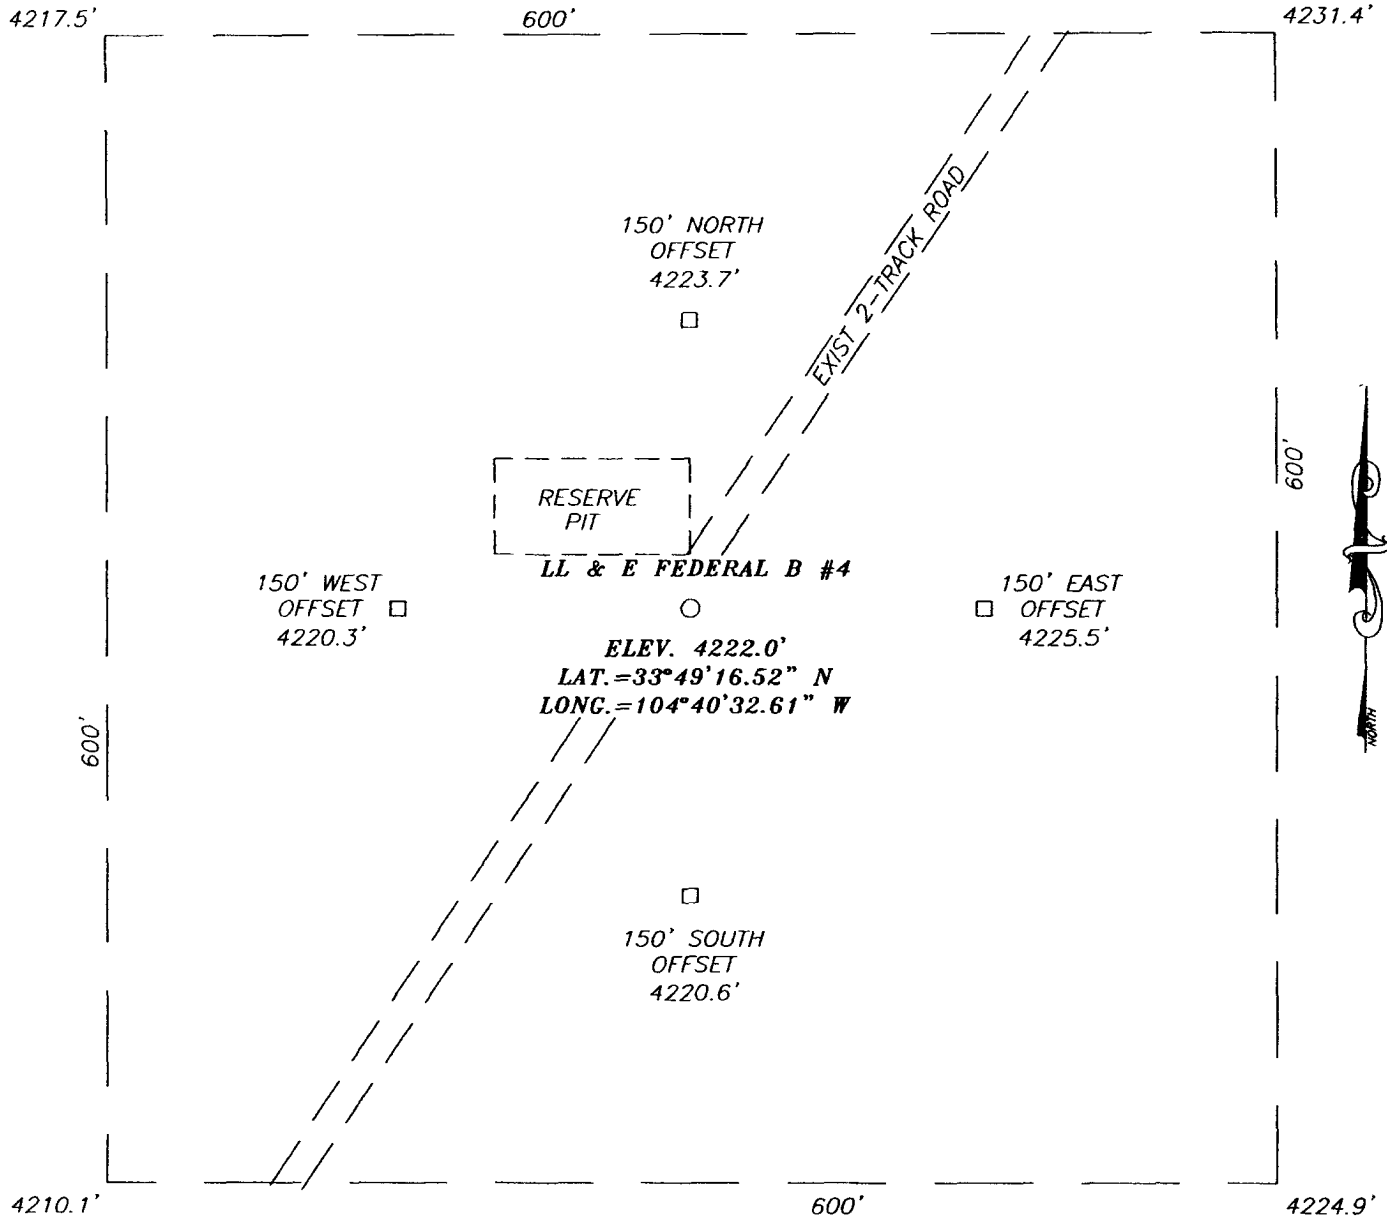 4217.5'
600'
4231.4'
150' NORTH
OFFSET
4223.7'
EXIST 2-TRACK ROAD
600'
RESERVE
PIT
LL & E FEDERAL B #4
150' WEST
OFFSET
4220.3'
150' EAST
OFFSET
4225.5'
ELEV. 4222.0'
LAT.=33°49'16.52" N
LONG.=104°40'32.61" W
NORTH
600'
150' SOUTH
OFFSET
4220.6'
4210.1'
600'
4224.9'